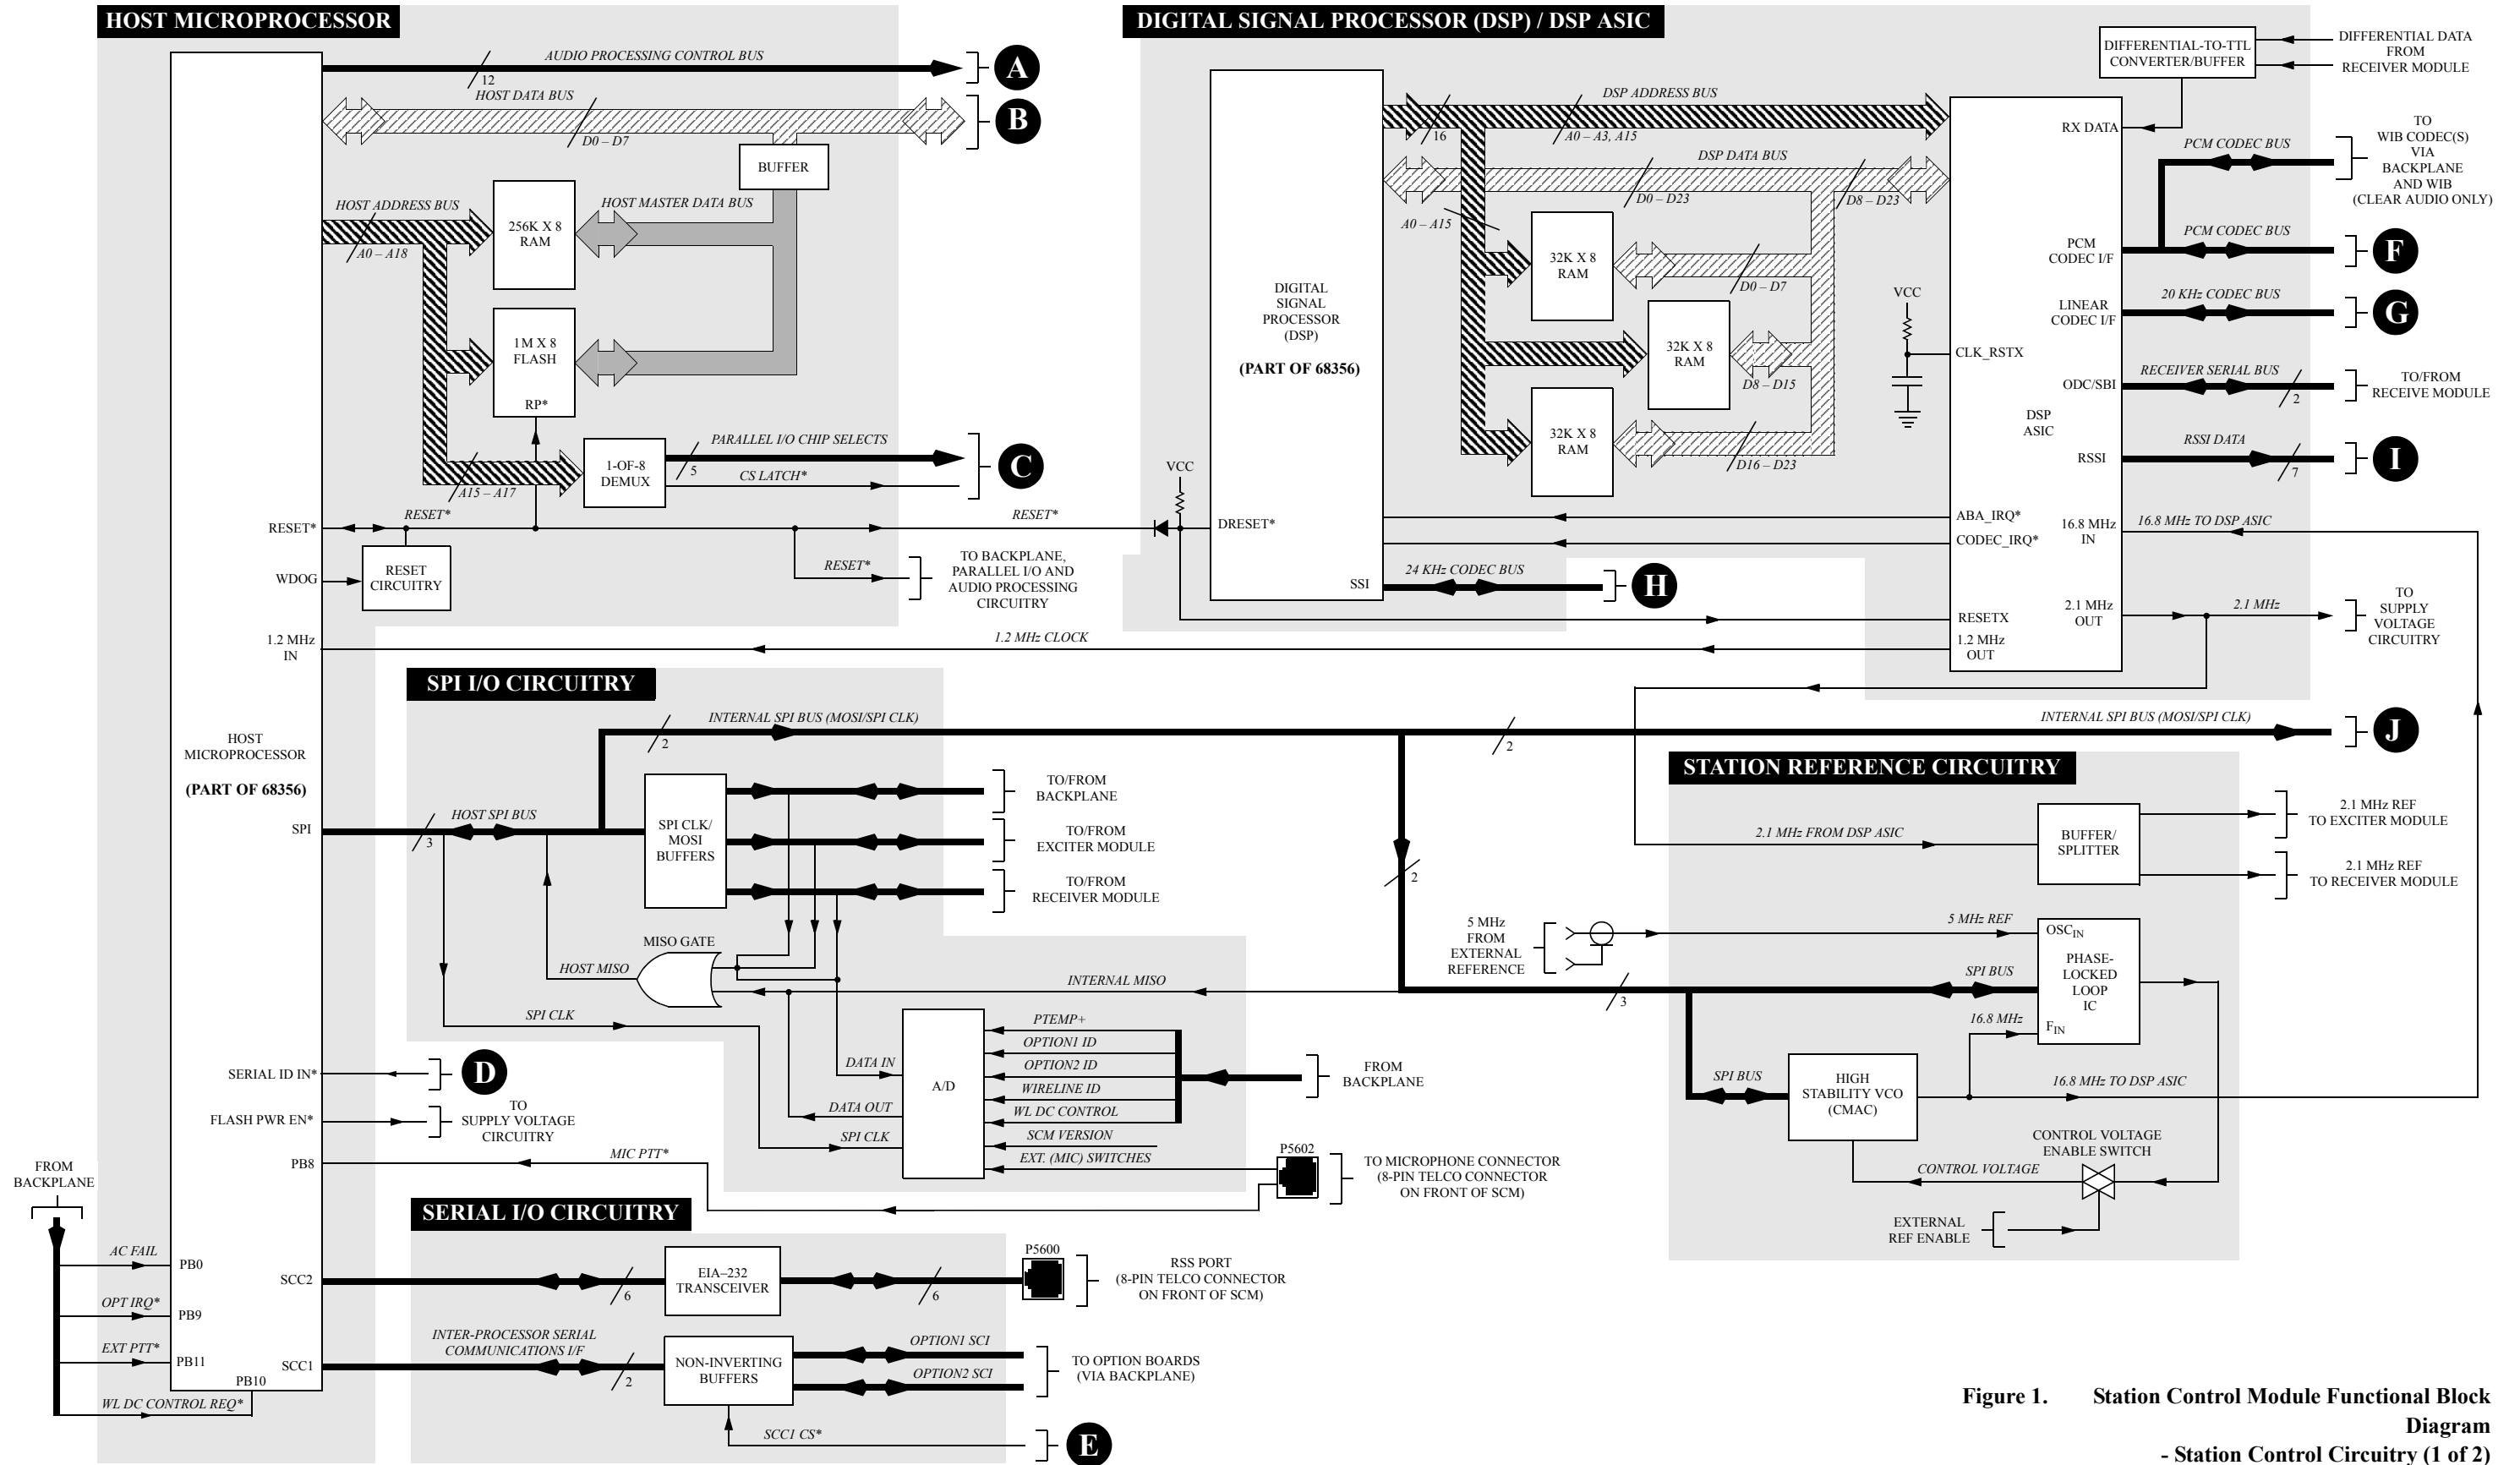 HOST MICROPROCESSOR
AUDIO PROCESSING CONTROL BUS
12
A
HOST DATA BUS
D0 – D7
B
BUFFER
HOST ADDRESS BUS
A0 – A18
256K X 8
RAM
HOST MASTER DATA BUS
1M X 8
FLASH
RP*
1-OF-8
DEMUX
A15 – A17
PARALLEL I/O CHIP SELECTS
5
CS LATCH*
C
RESET*
RESET*
RESET*
WDOG
RESET
CIRCUITRY
RESET*
TO BACKPLANE,
PARALLEL I/O AND
AUDIO PROCESSING
CIRCUITRY
1.2 MHz
IN
1.2 MHz CLOCK
HOST
MICROPROCESSOR
(PART OF 68356)
SPI
SERIAL ID IN*
D
FLASH PWR EN*
TO
SUPPLY VOLTAGE
CIRCUITRY
PB8
MIC PTT*
FROM
BACKPLANE
AC FAIL
PB0
OPT IRQ*
PB9
EXT PTT*
PB11
WL DC CONTROL REQ*
PB10
SCC2
SCC1
DIGITAL SIGNAL PROCESSOR (DSP) / DSP ASIC
DIGITAL
SIGNAL
PROCESSOR
(DSP)
(PART OF 68356)
VCC
DRESET*
SSI
16
DSP ADDRESS BUS
A0 – A3, A15
DSP DATA BUS
D0 – D23
D8 – D23
A0 – A15
32K X 8
RAM
D0 – D7
32K X 8
RAM
D8 – D15
32K X 8
RAM
D16 – D23
24 KHz CODEC BUS
H
VCC
CLK_RSTX
DIFFERENTIAL-TO-TTL
CONVERTER/BUFFER
DIFFERENTIAL DATA
FROM
RECEIVER MODULE
RX DATA
PCM CODEC BUS
TO
WIB CODEC(S)
VIA
BACKPLANE
AND WIB
(CLEAR AUDIO ONLY)
PCM
CODEC I/F
PCM CODEC BUS
F
LINEAR
CODEC I/F
20 KHz CODEC BUS
G
ODC/SBI
RECEIVER SERIAL BUS
2
TO/FROM
RECEIVE MODULE
DSP
ASIC
RSSI
RSSI DATA
7
I
ABA_IRQ*
CODEC_IRQ*
16.8 MHz
IN
16.8 MHz TO DSP ASIC
RESETX
1.2 MHz
OUT
2.1 MHz
OUT
2.1 MHz
TO
SUPPLY
VOLTAGE
CIRCUITRY
SPI I/O CIRCUITRY
INTERNAL SPI BUS (MOSI/SPI CLK)
2
2
INTERNAL SPI BUS (MOSI/SPI CLK)
J
HOST SPI BUS
3
SPI CLK/
MOSI
BUFFERS
TO/FROM
BACKPLANE
TO/FROM
EXCITER MODULE
TO/FROM
RECEIVER MODULE
2
MISO GATE
HOST MISO
INTERNAL MISO
SPI CLK
DATA IN
DATA OUT
SPI CLK
A/D
PTEMP+
OPTION1 ID
OPTION2 ID
WIRELINE ID
WL DC CONTROL
SCM VERSION
EXT. (MIC) SWITCHES
FROM
BACKPLANE
P5602
TO MICROPHONE CONNECTOR
(8-PIN TELCO CONNECTOR
ON FRONT OF SCM)
SERIAL I/O CIRCUITRY
6
EIA–232
TRANSCEIVER
6
P5600
RSS PORT
(8-PIN TELCO CONNECTOR
ON FRONT OF SCM)
INTER-PROCESSOR SERIAL
COMMUNICATIONS I/F
2
NON-INVERTING
BUFFERS
OPTION1 SCI
OPTION2 SCI
TO OPTION BOARDS
(VIA BACKPLANE)
SCC1 CS*
E
STATION REFERENCE CIRCUITRY
2.1 MHz FROM DSP ASIC
BUFFER/
SPLITTER
2.1 MHz REF
TO EXCITER MODULE
2.1 MHz REF
TO RECEIVER MODULE
5 MHz
FROM
EXTERNAL
REFERENCE
5 MHz REF
OSCIN
PHASE-
LOCKED
LOOP
IC
FIN
SPI BUS
3
16.8 MHz
SPI BUS
HIGH
STABILITY VCO
(CMAC)
16.8 MHz TO DSP ASIC
CONTROL VOLTAGE
ENABLE SWITCH
CONTROL VOLTAGE
EXTERNAL
REF ENABLE
Figure 1. Station Control Module Functional Block
Diagram
- Station Control Circuitry (1 of 2)